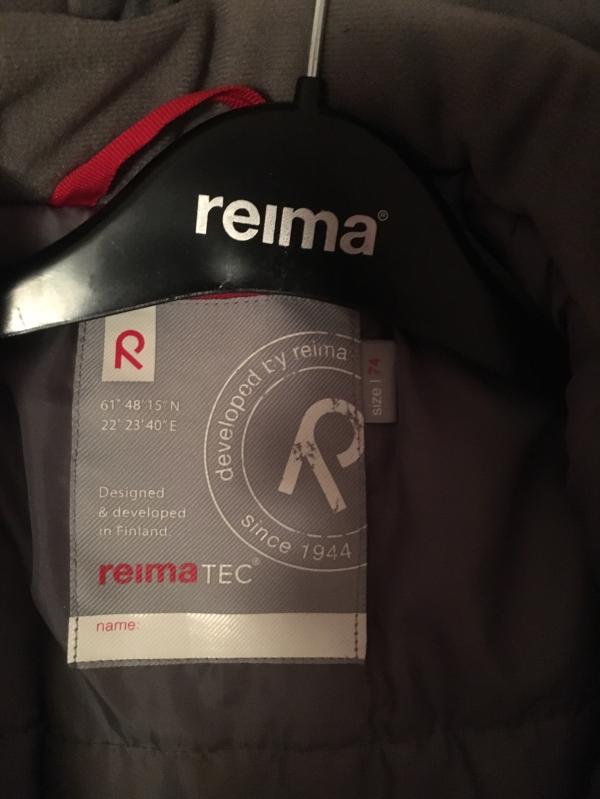 reima®
61° 48' 15" N
22° 23' 40" E
Designed
& developed
in Finland.
reimaTEC®
developed by reima
since 1944
size | 74
name: